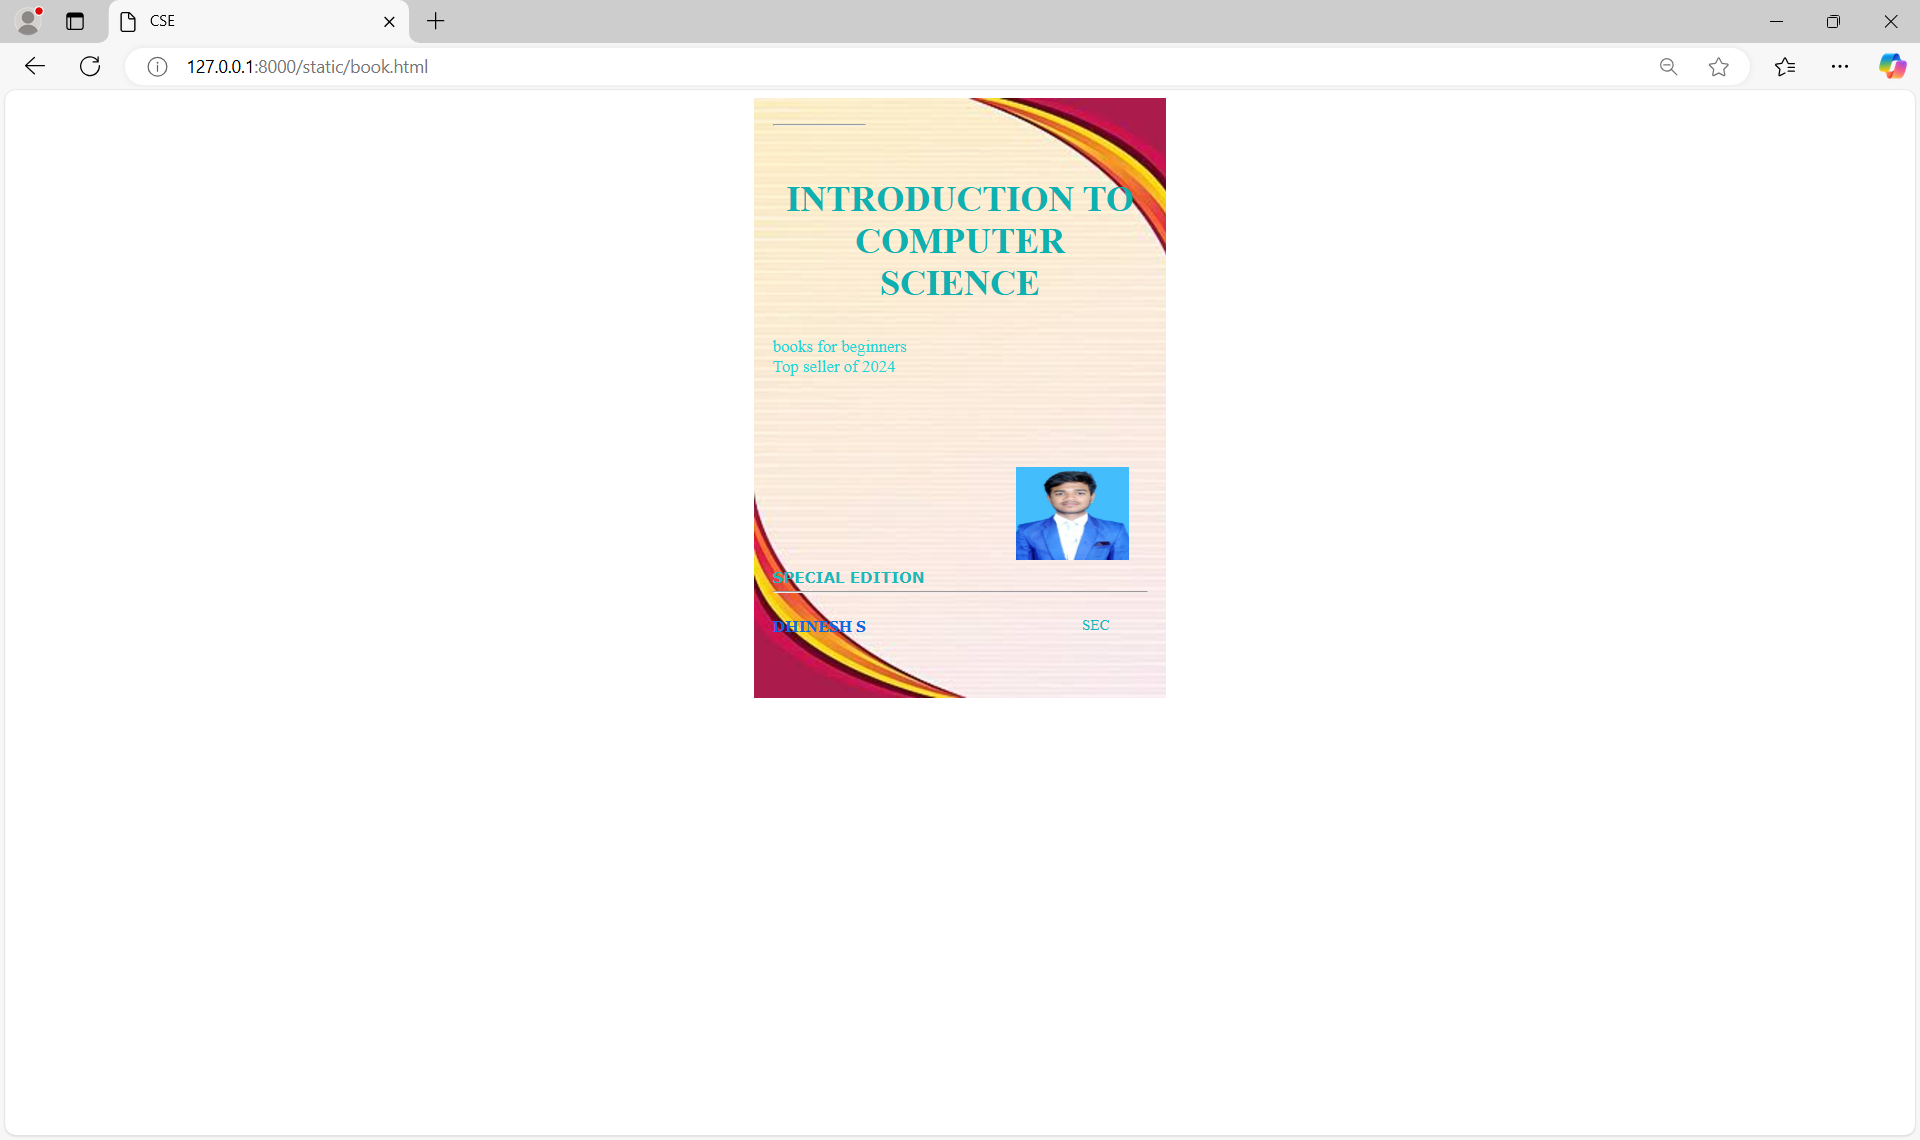 CSE
127.0.0.1:8000/static/book.html
INTRODUCTION TO
COMPUTER
SCIENCE
books for beginners
Top seller of 2024
SPECIAL EDITION
DHINESH S
SEC